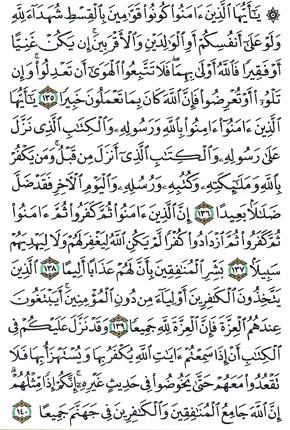 ۞ يَٰٓأَيُّهَا ٱلَّذِينَ ءَامَنُواْ كُونُواْ قَوَّٰمِينَ بِٱلْقِسْطِ شُهَدَآءَ لِلَّهِ
وَلَوْ عَلَىٰٓ أَنفُسِكُمْ أَوِ ٱلْوَٰلِدَيْنِ وَٱلْأَقْرَبِينَ ۚ إِن يَكُنْ غَنِيًّا
أَوْ فَقِيرًا فَٱللَّهُ أَوْلَىٰ بِهِمَا ۖ فَلَا تَتَّبِعُواْ ٱلْهَوَىٰٓ أَن تَعْدِلُواْ ۚ وَإِن
تَلْوُۥٓاْ أَوْ تُعْرِضُواْ فَإِنَّ ٱللَّهَ كَانَ بِمَا تَعْمَلُونَ خَبِيرًا ١٣٥ يَٰٓأَيُّهَا
ٱلَّذِينَ ءَامَنُوٓاْ ءَامِنُواْ بِٱللَّهِ وَرَسُولِهِۦ وَٱلْكِتَٰبِ ٱلَّذِى نَزَّلَ
عَلَىٰ رَسُولِهِۦ وَٱلْكِتَٰبِ ٱلَّذِىٓ أَنزَلَ مِن قَبْلُ ۚ وَمَن يَكْفُرْ
بِٱللَّهِ وَمَلَٰٓئِكَتِهِۦ وَكُتُبِهِۦ وَرُسُلِهِۦ وَٱلْيَوْمِ ٱلْءَاخِرِ فَقَدْ ضَلَّ
ضَلَٰلًۢا بَعِيدًا ١٣٦ إِنَّ ٱلَّذِينَ ءَامَنُواْ ثُمَّ كَفَرُواْ ثُمَّ ءَامَنُواْ
ثُمَّ كَفَرُواْ ثُمَّ ٱزْدَادُواْ كُفْرًا لَّمْ يَكُنِ ٱللَّهُ لِيَغْفِرَ لَهُمْ وَلَا لِيَهْدِيَهُمْ
سَبِيلًۢا ١٣٧ بَشِّرِ ٱلْمُنَٰفِقِينَ بِأَنَّ لَهُمْ عَذَابًا أَلِيمًا ١٣٨ ٱلَّذِينَ
يَتَّخِذُونَ ٱلْكَٰفِرِينَ أَوْلِيَآءَ مِن دُونِ ٱلْمُؤْمِنِينَ ۚ أَيَبْتَغُونَ
عِندَهُمُ ٱلْعِزَّةَ فَإِنَّ ٱلْعِزَّةَ لِلَّهِ جَمِيعًا ١٣٩ وَقَدْ نَزَّلَ عَلَيْكُمْ فِى
ٱلْكِتَٰبِ أَنْ إِذَا سَمِعْتُمْ ءَايَٰتِ ٱللَّهِ يُكْفَرُ بِهَا وَيُسْتَهْزَأُ بِهَا فَلَا
تَقْعُدُواْ مَعَهُمْ حَتَّىٰ يَخُوضُواْ فِى حَدِيثٍ غَيْرِهِۦٓ ۚ إِنَّكُمْ إِذًا مِّثْلُهُمْ ۗ
إِنَّ ٱللَّهَ جَامِعُ ٱلْمُنَٰفِقِينَ وَٱلْكَٰفِرِينَ فِى جَهَنَّمَ جَمِيعًا ١٤٠